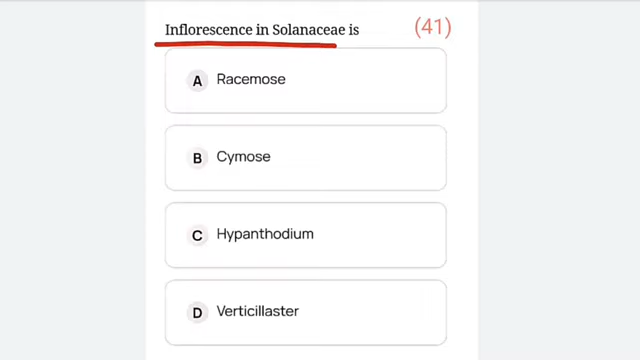 Inflorescence in Solanaceae is (41)
A Racemose
B Cymose
C Hypanthodium
D Verticillaster